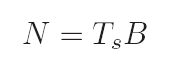 N = T_s B